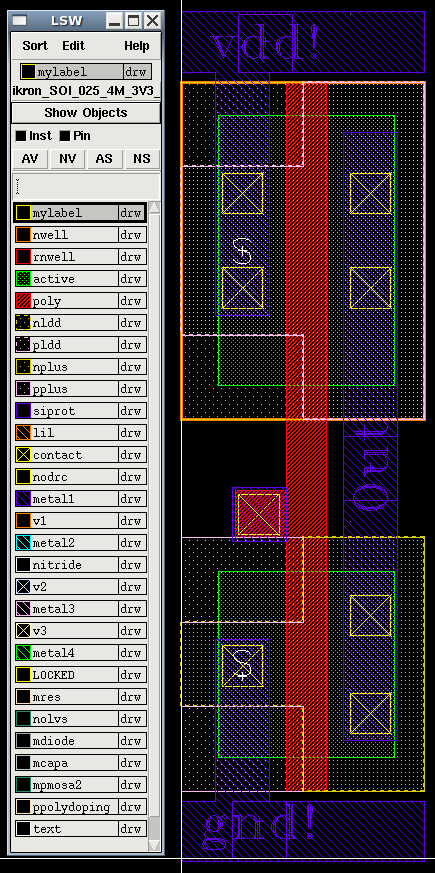 LSW
Sort Edit Help
mylabel drw
ikron_SOI_025_4M_3V3_
Show Objects
Inst Pin
AV NV AS NS
mylabel drw
nwell drw
rnwell drw
active drw
poly drw
nldd drw
pldd drw
nplus drw
pplus drw
siprot drw
lil drw
contact drw
nodrc drw
metal1 drw
v1 drw
metal2 drw
nitride drw
v2 drw
metal3 drw
v3 drw
metal4 drw
LOCKED drw
mres drw
nolvs drw
mdiode drw
mcapa drw
mpmosa2 drw
ppolydoping drw
text drw
vdd!
S
out
S
gnd!